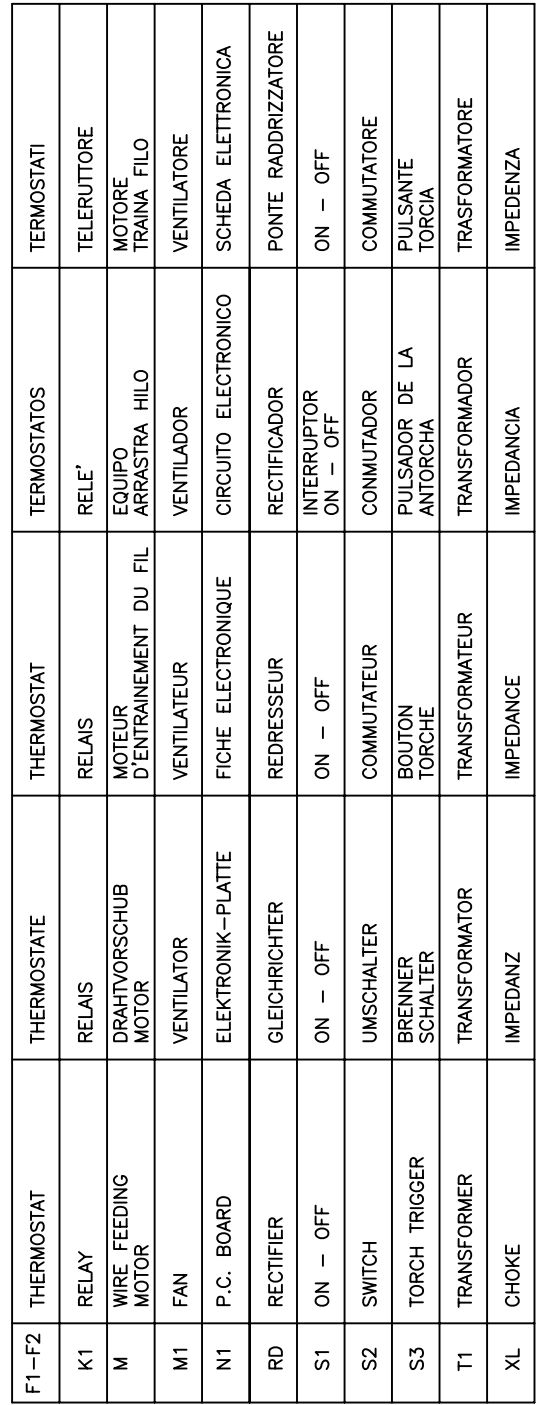 F1-F2 THERMOSTAT THERMOSTATE THERMOSTAT TERMOSTATOS TERMOSTATI
K1 RELAY RELAIS RELAIS RELE' TELERUTTORE
M WIRE FEEDING MOTOR DRAHTVORSCHUB MOTOR MOTEUR D'ENTRAINEMENT DU FIL EQUIPO ARRASTRA HILO MOTORE TRAINA FILO
M1 FAN VENTILATOR VENTILATEUR VENTILADOR VENTILATORE
N1 P.C. BOARD ELEKTRONIK-PLATTE FICHE ELECTRONIQUE CIRCUITO ELECTRONICO SCHEDA ELETTRONICA
RD RECTIFIER GLEICHRICHTER REDRESSEUR RECTIFICADOR PONTE RADDRIZZATORE
S1 ON - OFF ON - OFF ON - OFF INTERRUPTOR ON - OFF ON - OFF
S2 SWITCH UMSCHALTER COMMUTATEUR CONMUTADOR COMMUTATORE
S3 TORCH TRIGGER BRENNER SCHALTER BOUTON TORCHE PULSADOR DE LA ANTORCHA PULSANTE TORCIA
T1 TRANSFORMER TRANSFORMATOR TRANSFORMATEUR TRANSFORMADOR TRASFORMATORE
XL CHOKE IMPEDANZ IMPEDANCE IMPEDANCIA IMPEDENZA